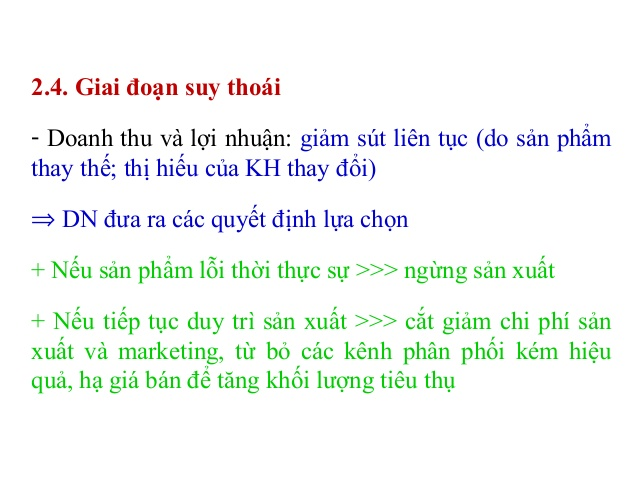 2.4. Giai đoạn suy thoái
- Doanh thu và lợi nhuận: giảm sút liên tục (do sản phẩm
thay thế; thị hiếu của KH thay đổi)
⇒ DN đưa ra các quyết định lựa chọn
+ Nếu sản phẩm lỗi thời thực sự >>> ngừng sản xuất
+ Nếu tiếp tục duy trì sản xuất >>> cắt giảm chi phí sản
xuất và marketing, từ bỏ các kênh phân phối kém hiệu
quả, hạ giá bán để tăng khối lượng tiêu thụ